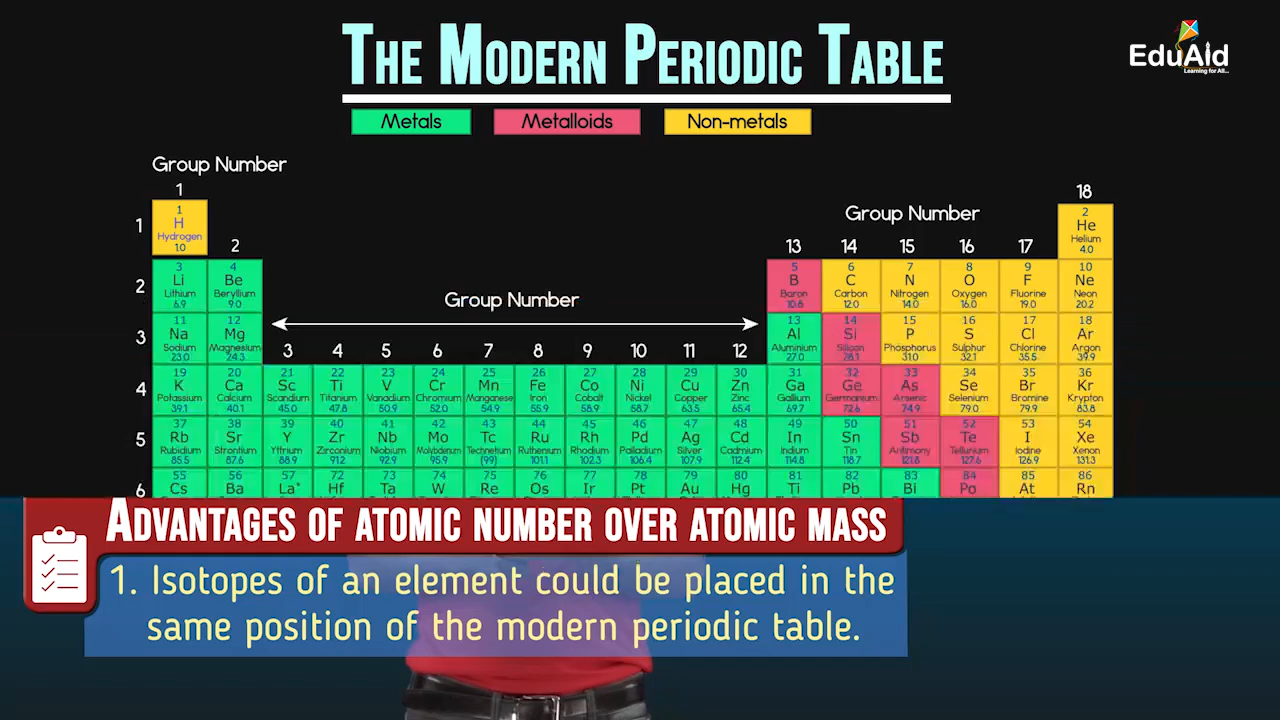 THE MODERN PERIODIC TABLE
EduAid
Learning for All...
Metals Metalloids Non-metals
Group Number
1 18
Group Number
1 1 2
H He
Hydrogen Helium
1.0 4.0
2 13 14 15 16 17
2 3 4 5 6 7 8 9 10
Li Be B C N O F Ne
Lithium Beryllium Boron Carbon Nitrogen Oxygen Fluorine Neon
6.9 9.0 10.8 12.0 14.0 16.0 19.0 20.2
Group Number
3 11 12 13 14 15 16 17 18
Na Mg Al Si P S Cl Ar
Sodium Magnesium Aluminium Silicon Phosphorus Sulphur Chlorine Argon
23.0 24.3 27.0 28.1 31.0 32.1 35.5 39.9
3 4 5 6 7 8 9 10 11 12
4 19 20 21 22 23 24 25 26 27 28 29 30 31 32 33 34 35 36
K Ca Sc Ti V Cr Mn Fe Co Ni Cu Zn Ga Ge As Se Br Kr
Potassium Calcium Scandium Titanium Vanadium Chromium Manganese Iron Cobalt Nickel Copper Zinc Gallium Germanium Arsenic Selenium Bromine Krypton
39.1 40.1 45.0 47.8 50.9 52.0 54.9 55.9 58.9 58.7 63.5 65.4 69.7 72.6 74.9 79.0 79.9 83.8
5 37 38 39 40 41 42 43 44 45 46 47 48 49 50 51 52 53 54
Rb Sr Y Zr Nb Mo Tc Ru Rh Pd Ag Cd In Sn Sb Te I Xe
Rubidium Strontium Yttrium Zirconium Niobium Molybdenum Technetium Ruthenium Rhodium Palladium Silver Cadmium Indium Tin Antimony Tellurium Iodine Xenon
85.5 87.6 88.9 91.2 92.9 95.9 (99) 101.1 102.3 106.4 107.9 112.4 114.8 118.7 121.8 127.6 126.9 131.3
6 55 56 57 72 73 74 75 76 77 78 79 80 81 82 83 84 85 86
Cs Ba La* Hf Ta W Re Os Ir Pt Au Hg Ti Pb Bi Po At Rn
ADVANTAGES OF ATOMIC NUMBER OVER ATOMIC MASS
1. Isotopes of an element could be placed in the
same position of the modern periodic table.